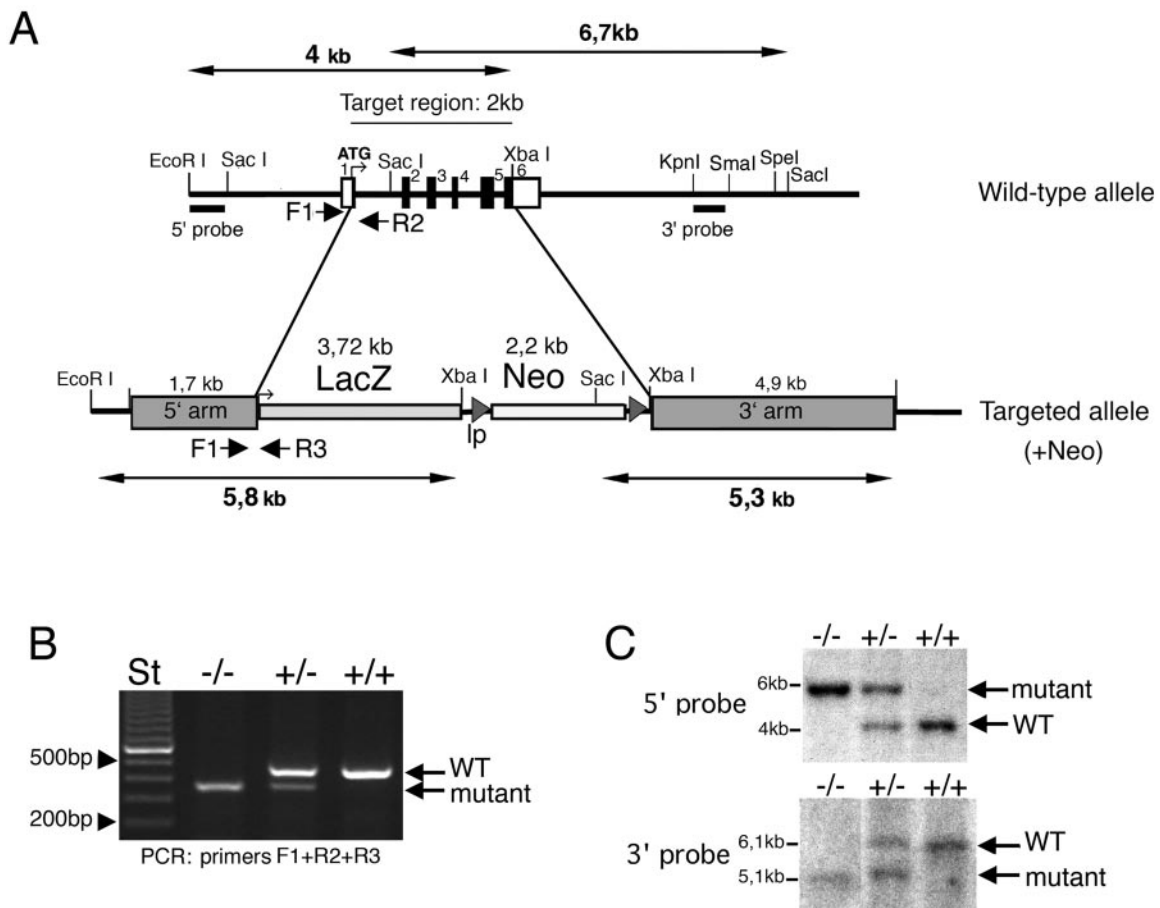 A
6,7kb
4 kb
Target region: 2kb
EcoR I
Sac I
ATG
1
Sac I
2
3
4
5
Xba I
6
KpnI
SmaI
SpeI
SacI
Wild-type allele
F1
R2
5' probe
3' probe
3,72 kb
LacZ
2,2 kb
Neo
EcoR I
1,7 kb
5' arm
Xba I
lp
Sac I
Xba I
4,9 kb
3' arm
Targeted allele
(+Neo)
F1
R3
5,8 kb
5,3 kb
B
St -/- +/- +/+
500bp
200bp
WT
mutant
PCR: primers F1+R2+R3
C
-/- +/- +/+
5' probe
6kb
4kb
mutant
WT
-/- +/- +/+
3' probe
6,1kb
5,1kb
WT
mutant